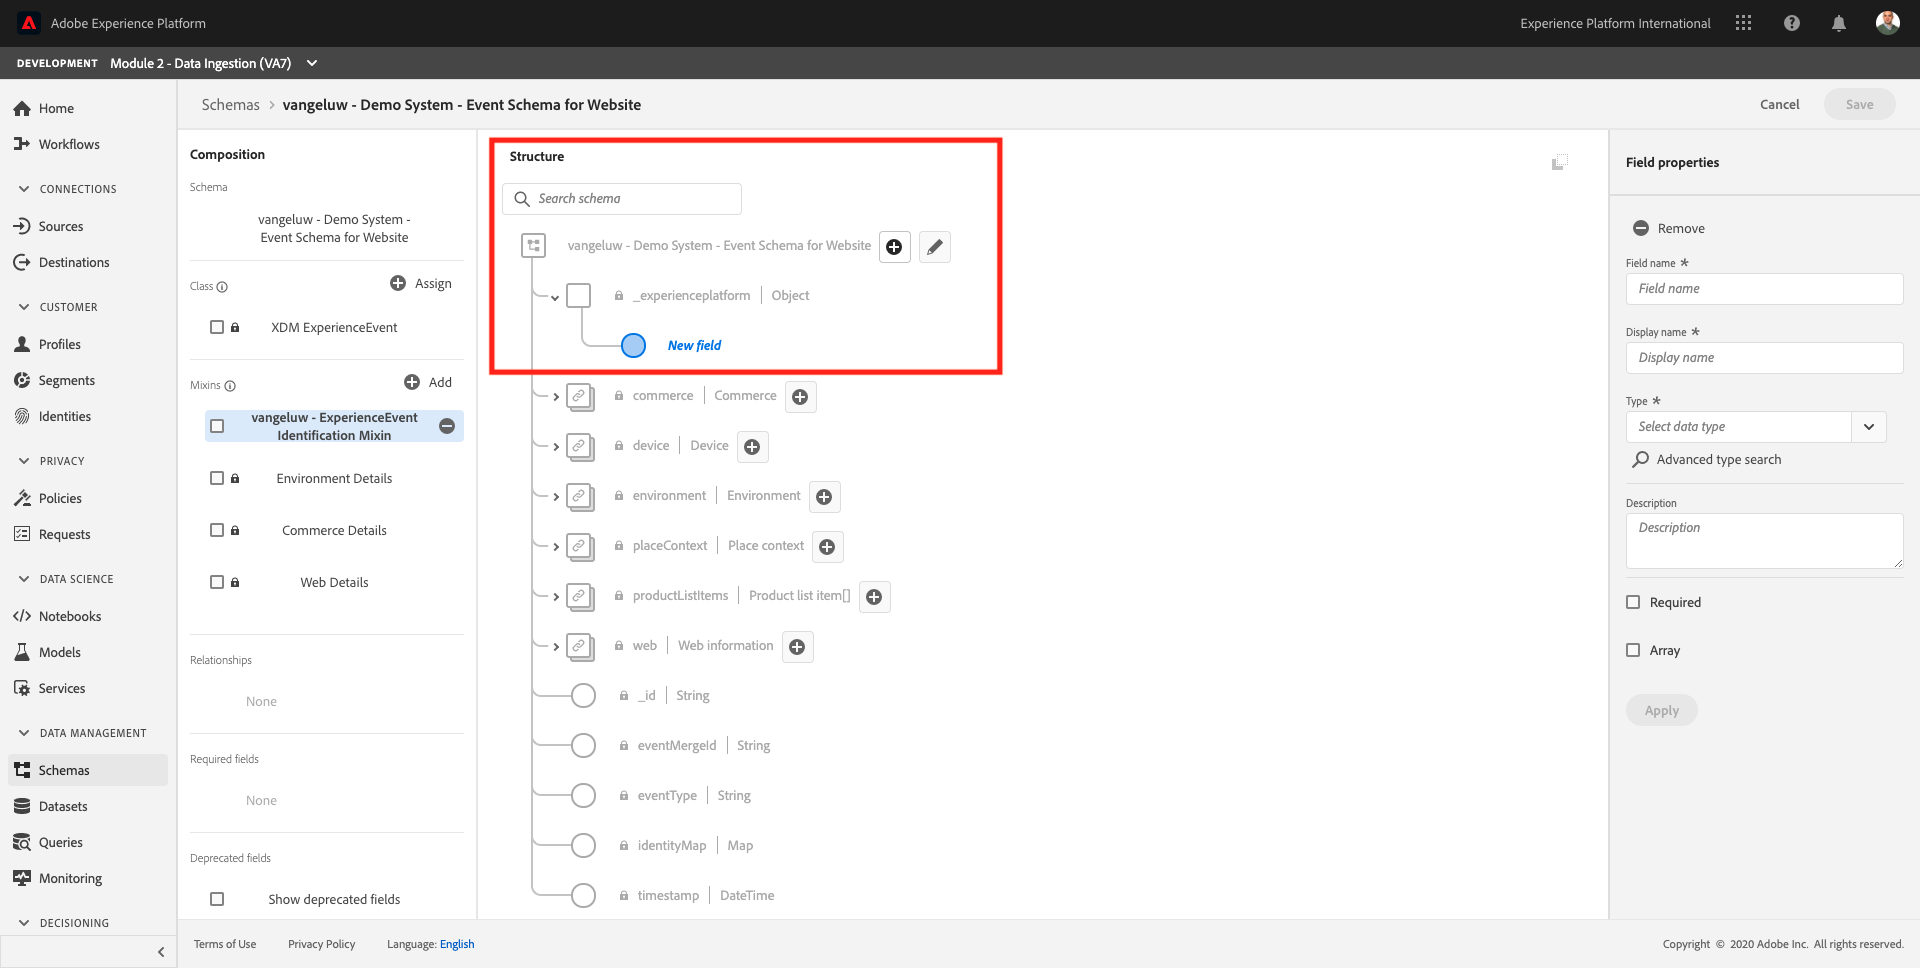 Adobe Experience Platform
Experience Platform International
DEVELOPMENT Module 2 - Data Ingestion (VA7)
Home
Workflows
CONNECTIONS
Sources
Destinations
CUSTOMER
Profiles
Segments
Identities
PRIVACY
Policies
Requests
DATA SCIENCE
Notebooks
Models
Services
DATA MANAGEMENT
Schemas
Datasets
Queries
Monitoring
DECISIONING
Schemas > vangeluw - Demo System - Event Schema for Website
Cancel
Save
Composition
Schema
vangeluw - Demo System -
Event Schema for Website
Class
Assign
XDM ExperienceEvent
Mixins
Add
vangeluw - ExperienceEvent
Identification Mixin
Environment Details
Commerce Details
Web Details
Relationships
None
Required fields
None
Deprecated fields
Show deprecated fields
Structure
Search schema
vangeluw - Demo System - Event Schema for Website
_experienceplatform | Object
New field
commerce | Commerce
device | Device
environment | Environment
placeContext | Place context
productListItems | Product list item[]
web | Web information
_id | String
eventMergeId | String
eventType | String
identityMap | Map
timestamp | DateTime
Field properties
Remove
Field name *
Field name
Display name *
Display name
Type *
Select data type
Advanced type search
Description
Description
Required
Array
Apply
Terms of Use
Privacy Policy
Language: English
Copyright © 2020 Adobe Inc. All rights reserved.